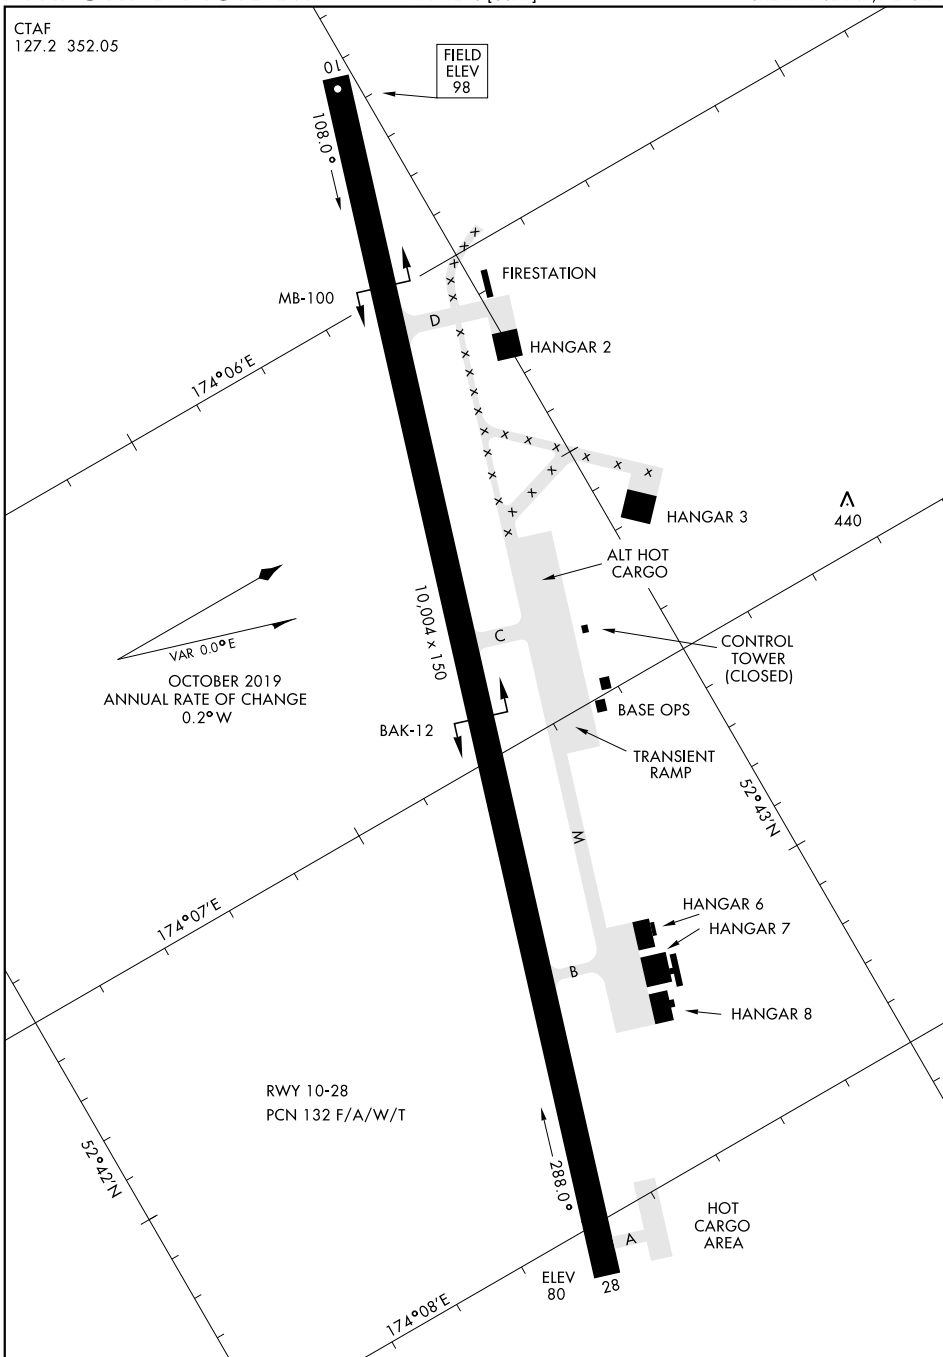 CTAF
127.2 352.05
10
FIELD
ELEV
98
108.0°
FIRESTATION
MB-100
D
HANGAR 2
174°06'E
HANGAR 3
440
ALT HOT
CARGO
10,004 x 150
C
CONTROL
TOWER
(CLOSED)
VAR 0.0°E
OCTOBER 2019
ANNUAL RATE OF CHANGE
0.2°W
BASE OPS
BAK-12
TRANSIENT
RAMP
52°43'N
M
174°07'E
HANGAR 6
HANGAR 7
B
HANGAR 8
RWY 10-28
PCN 132 F/A/W/T
52°42'N
288.0°
HOT
CARGO
AREA
A
ELEV
80
28
174°08'E